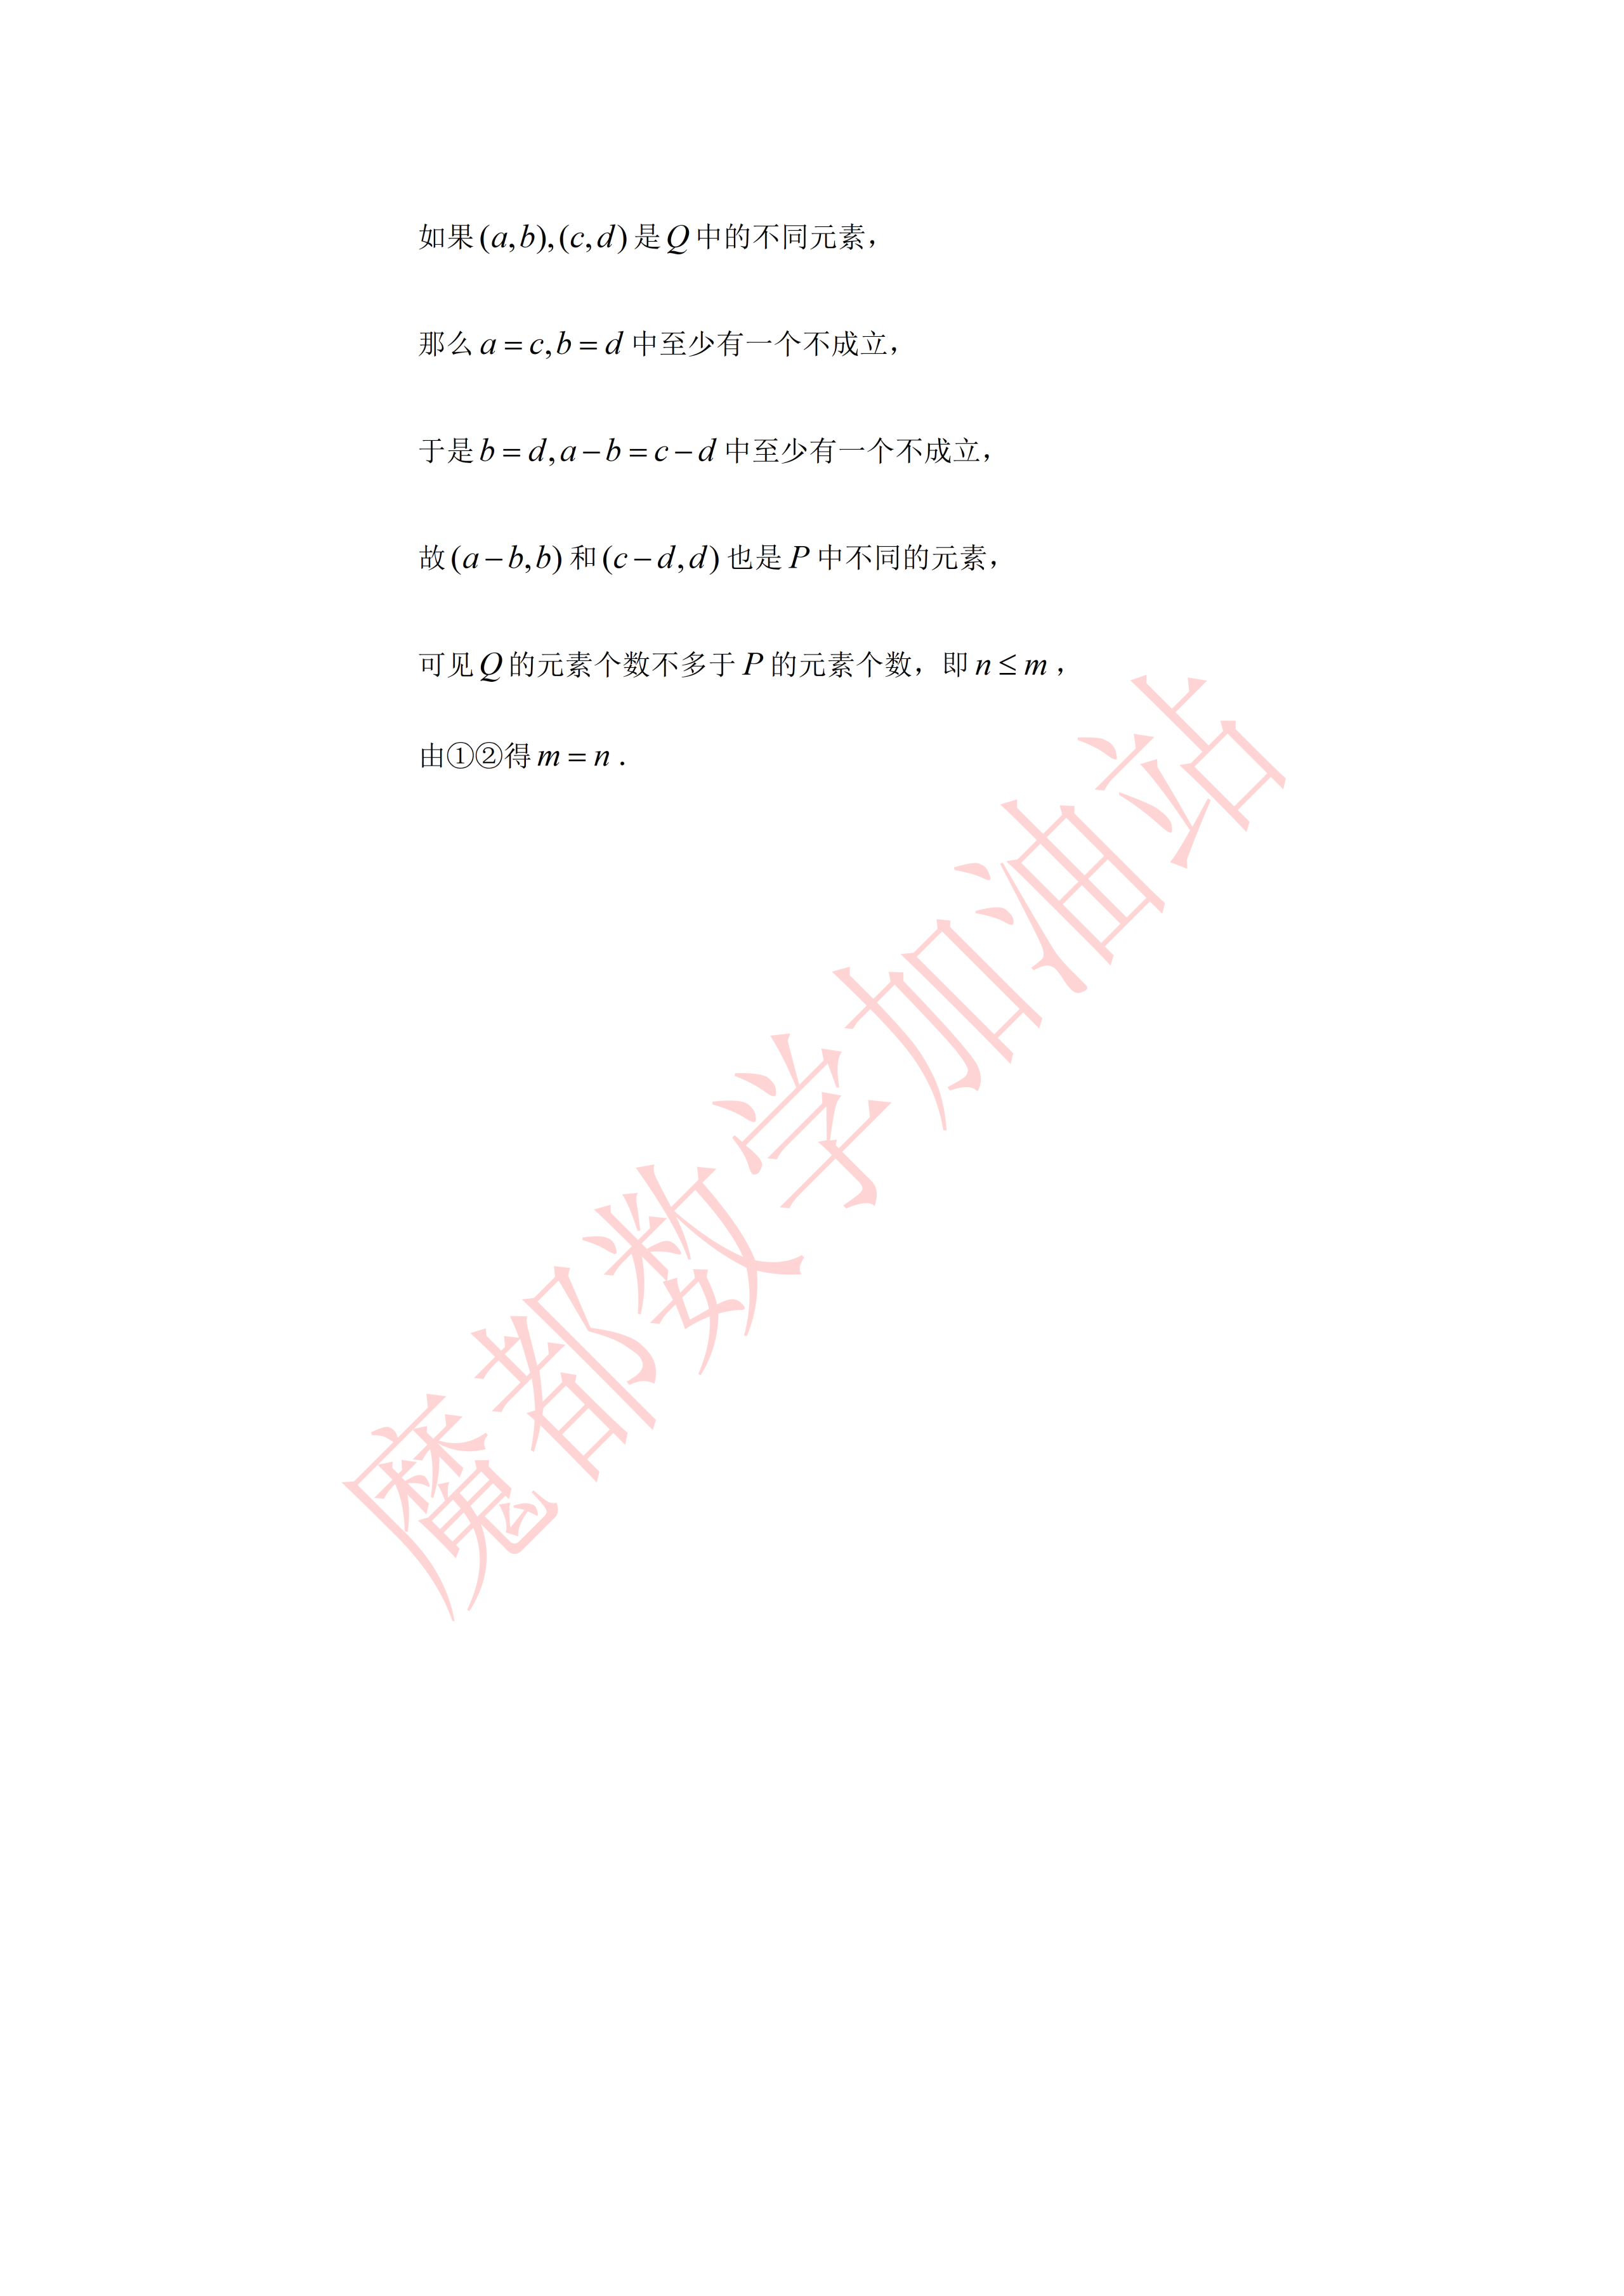 如果(a,b),(c,d)是Q中的不同元素，
那么a=c,b=d中至少有一个不成立，
于是b=d,a−b=c−d中至少有一个不成立，
故(a−b,b)和(c−d,d)也是P中不同的元素，
可见Q的元素个数不多于P的元素个数，即n≤m，
由①②得m=n．
魔都数学加油站